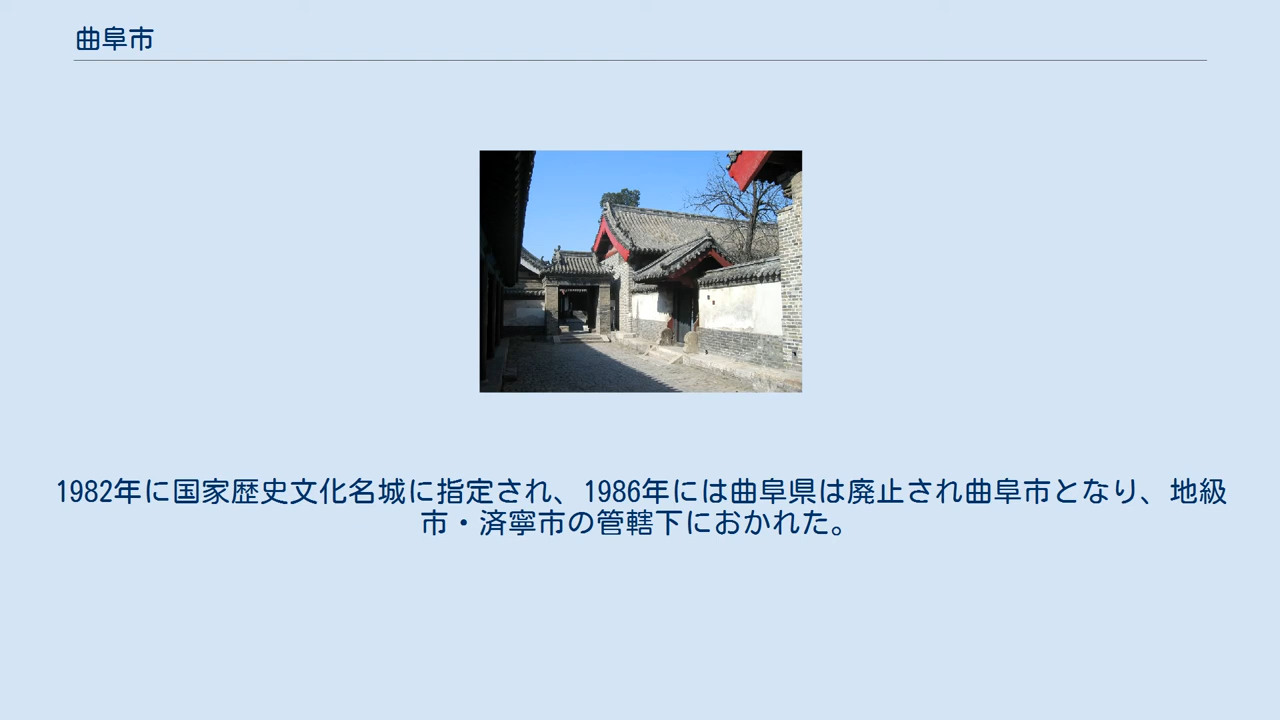 曲阜市
1982年に国家歴史文化名城に指定され、1986年には曲阜県は廃止され曲阜市となり、地級
市・済寧市の管轄下におかれた。